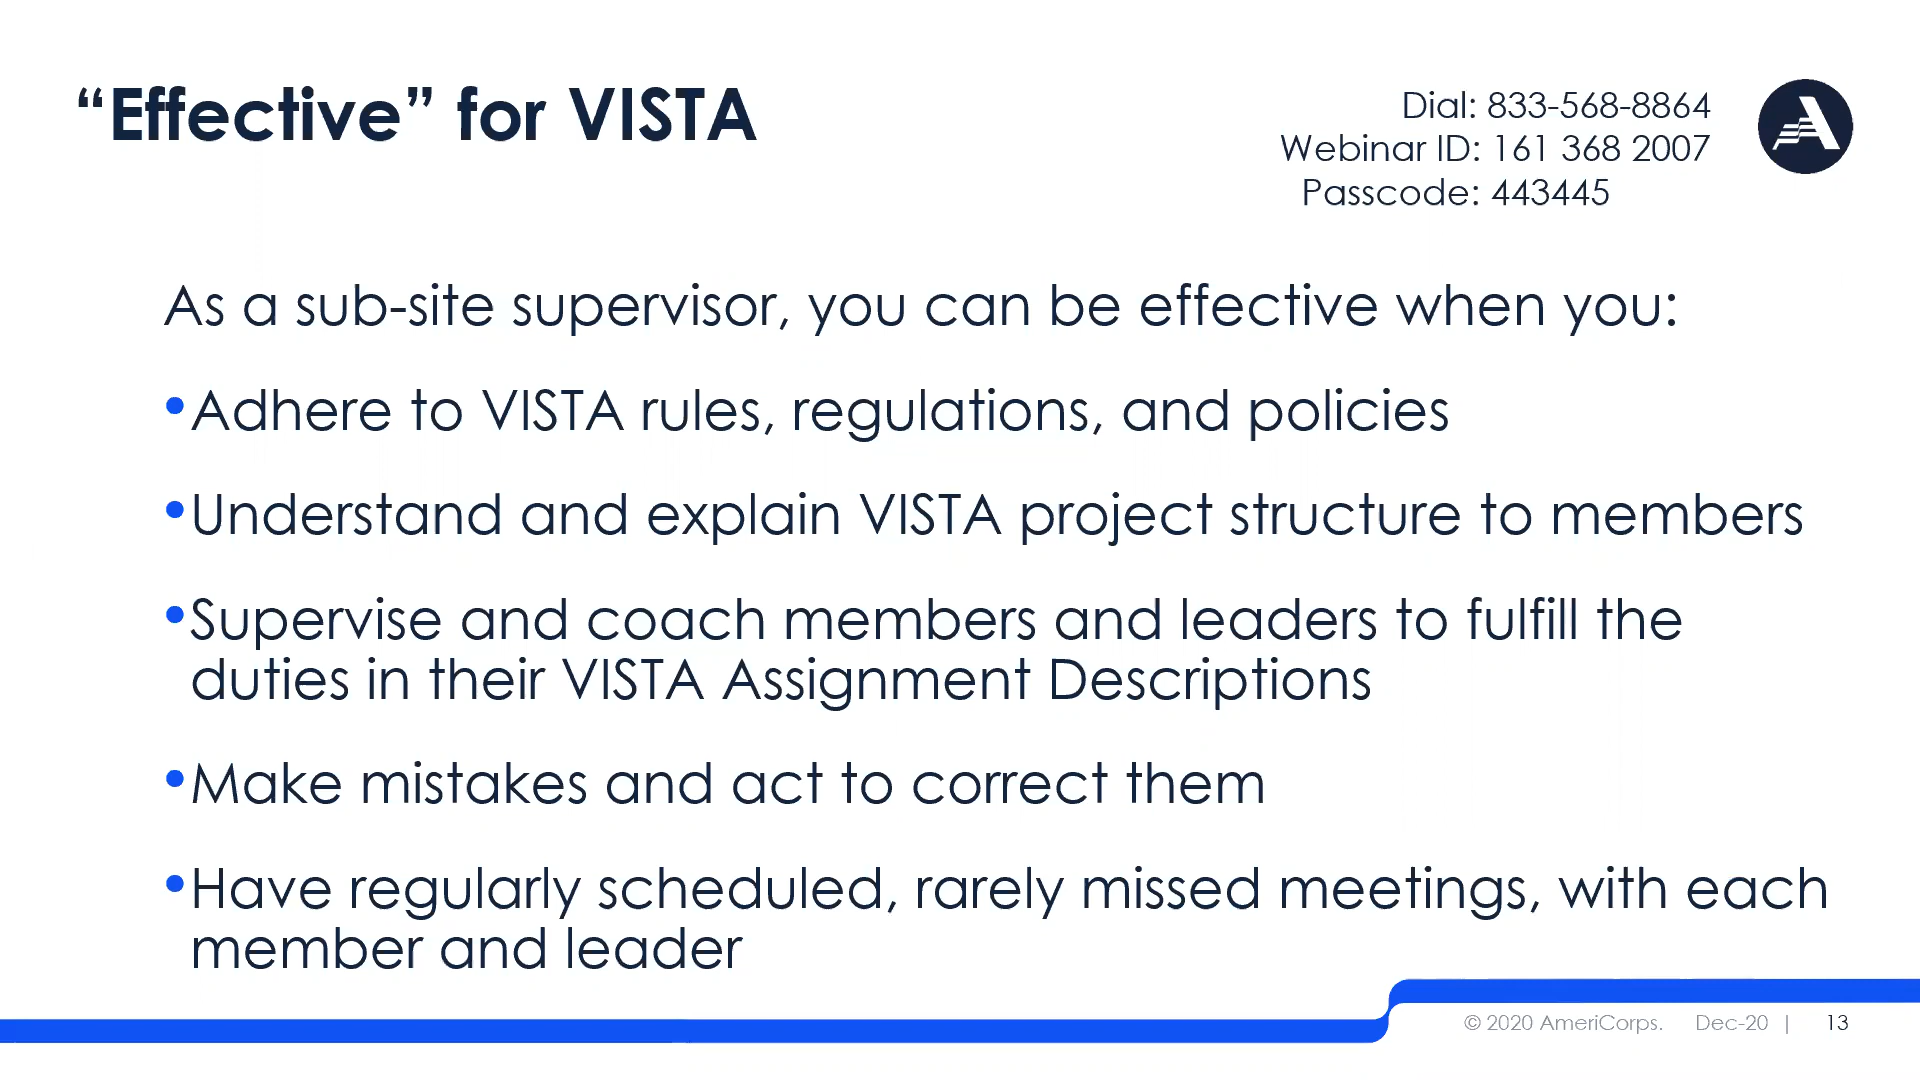 “Effective” for VISTA
Dial: 833-568-8864
Webinar ID: 161 368 2007
Passcode: 443445
As a sub-site supervisor, you can be effective when you:
•Adhere to VISTA rules, regulations, and policies
•Understand and explain VISTA project structure to members
•Supervise and coach members and leaders to fulfill the
duties in their VISTA Assignment Descriptions
•Make mistakes and act to correct them
•Have regularly scheduled, rarely missed meetings, with each
member and leader
© 2020 AmeriCorps. Dec-20 | 13